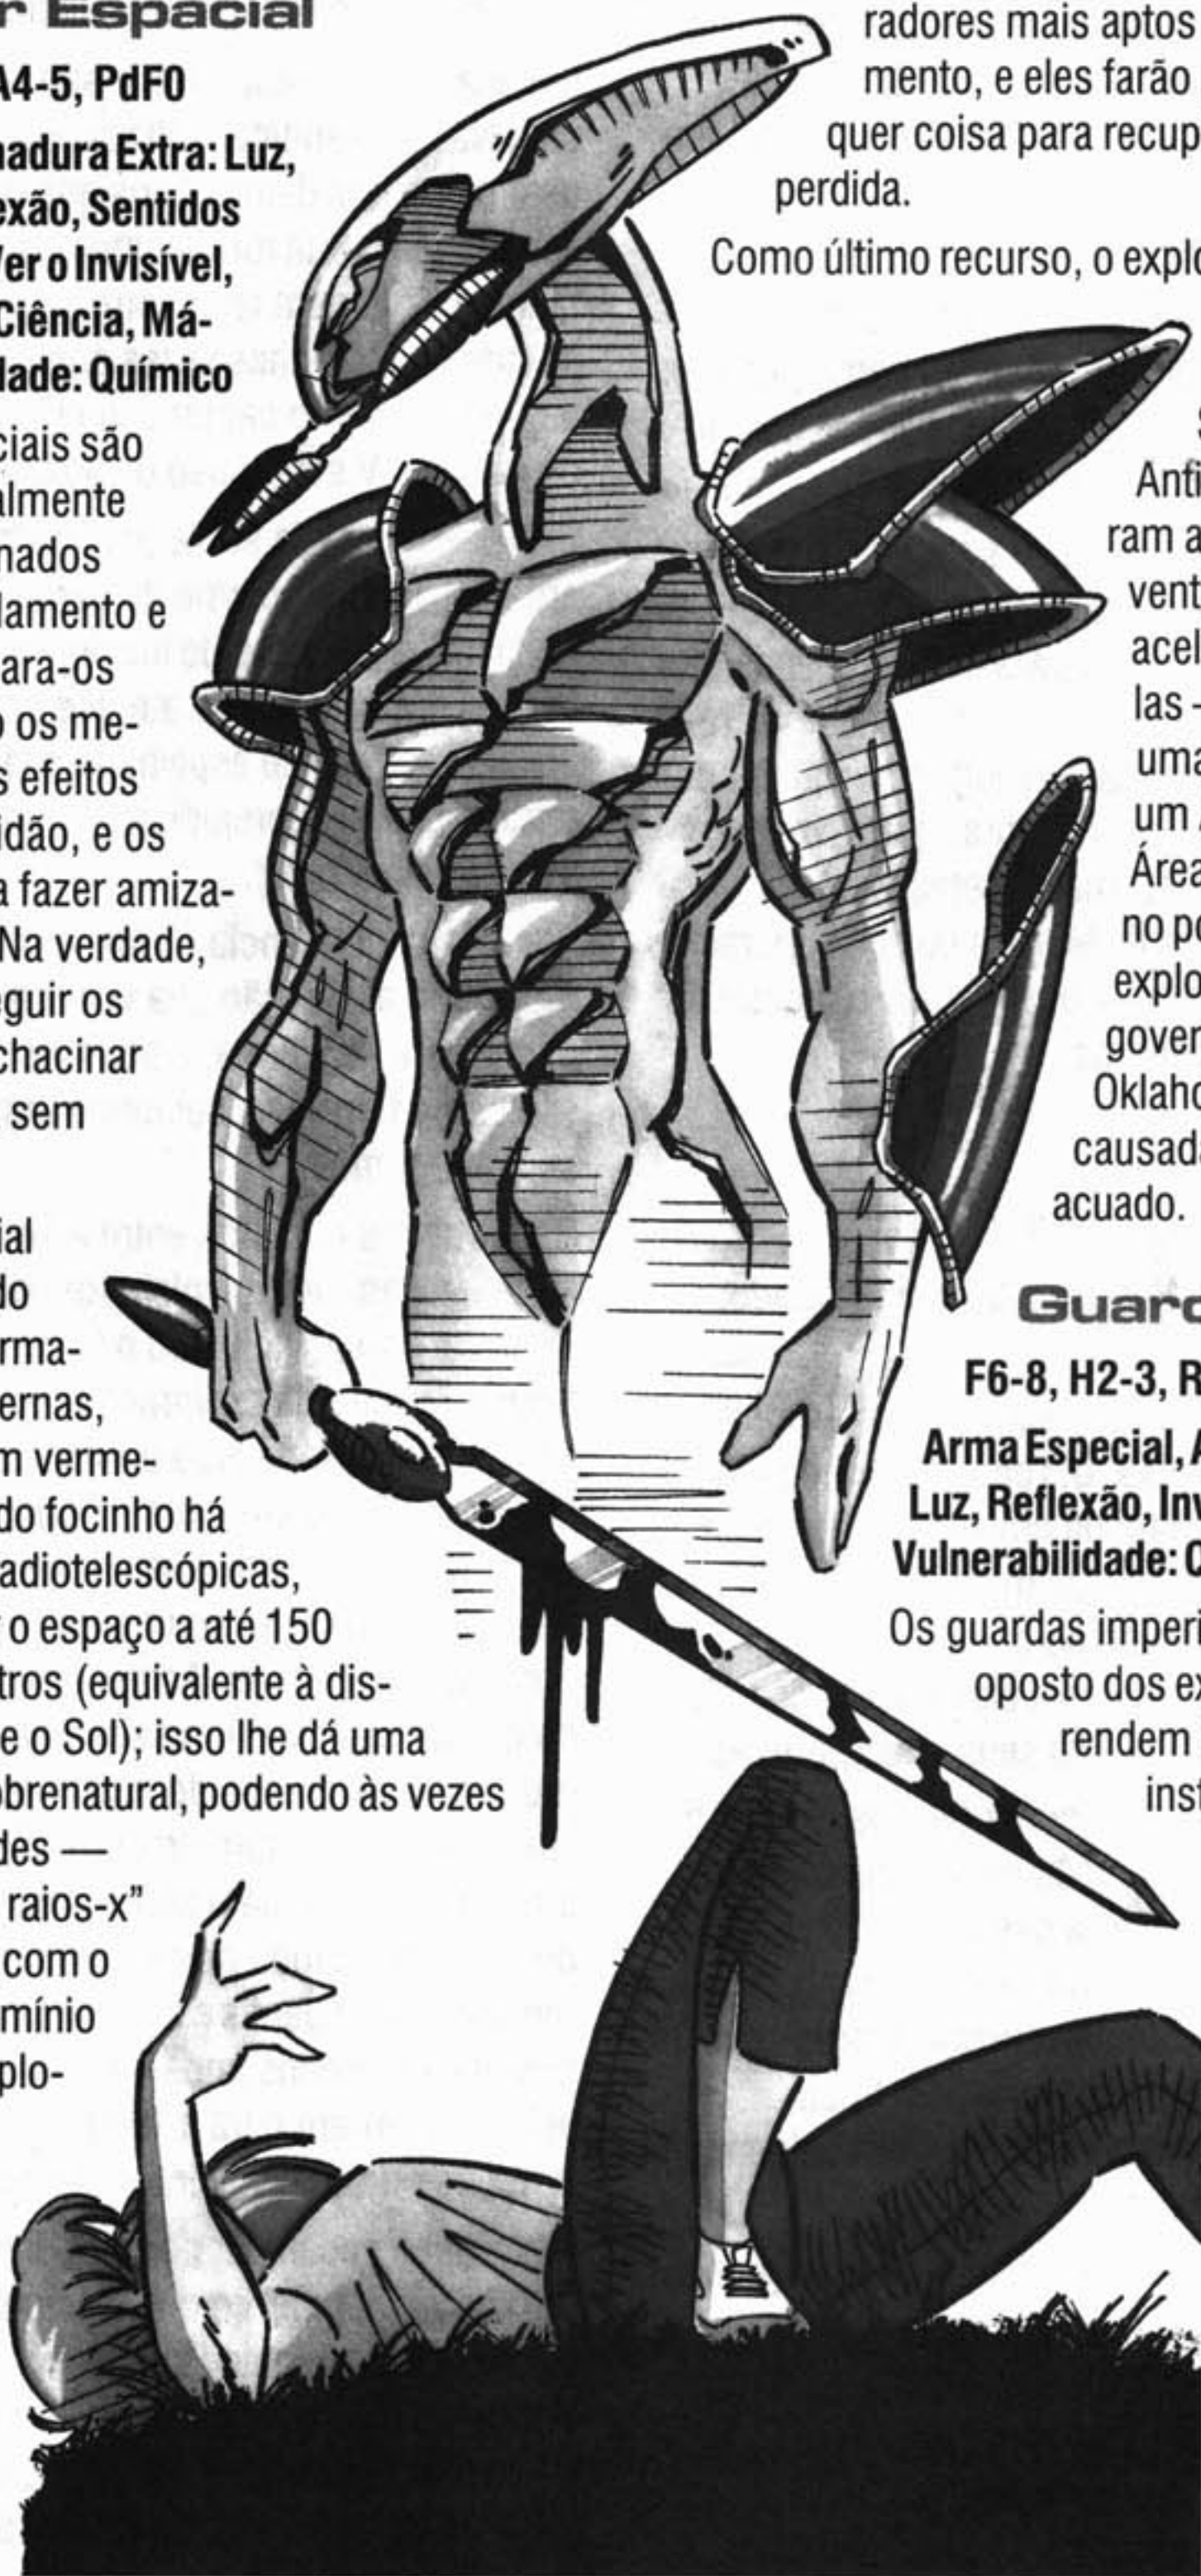 r Espacial
A4-5, PdF0
nadura Extra: Luz,
exão, Sentidos
Ver o Invisível,
Ciência, Má-
dade: Químico
ciais são
almente
nados
lamento e
ara-os
o os me-
s efeitos
idão, e os
a fazer amiza-
Na verdade,
eguir os
chacinar
sem
ial
do
rma-
ernas,
m verme-
do focinho há
adiotelescópicas,
r o espaço a até 150
tros (equivalente à dis-
e o Sol); isso lhe dá uma
obrenatural, podendo às vezes
des —
raios-x”
com o
mínio
plo-
radores mais aptos
mento, e eles farão
quer coisa para recup
perdida.
Como último recurso, o explo
S
Anfi
ram a
vent
acel
las -
uma
um
Área
no po
explo
gover
Oklaho
causada
acuado.
Guard
F6-8, H2-3, R
Arma Especial, A
Luz, Reflexão, Inv
Vulnerabilidade: C
Os guardas imperi
oposto dos ex
rendem
inst